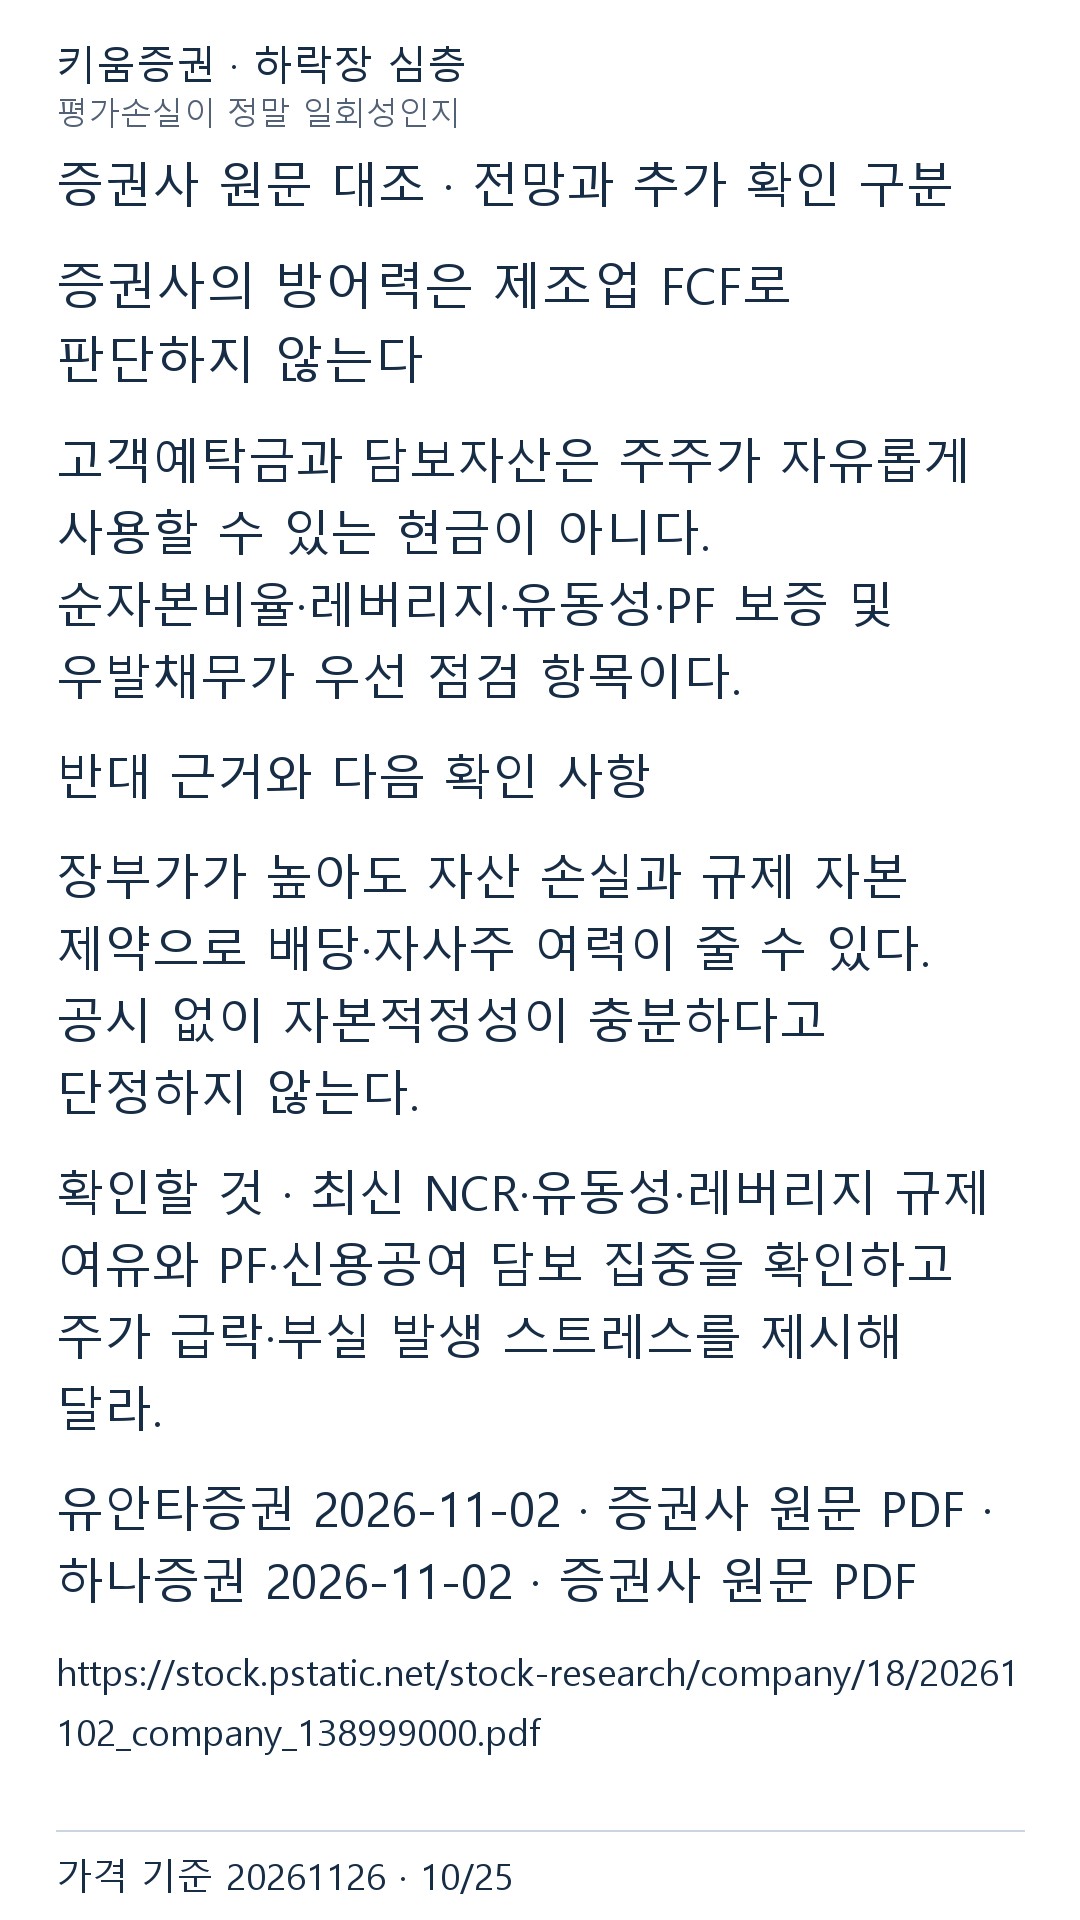 키움증권 · 하락장 심층
평가손실이 정말 일회성인지
증권사 원문 대조 · 전망과 추가 확인 구분
증권사의 방어력은 제조업 FCF로
판단하지 않는다
고객예탁금과 담보자산은 주주가 자유롭게
사용할 수 있는 현금이 아니다.
순자본비율·레버리지·유동성·PF 보증 및
우발채무가 우선 점검 항목이다.
반대 근거와 다음 확인 사항
장부가가 높아도 자산 손실과 규제 자본
제약으로 배당·자사주 여력이 줄 수 있다.
공시 없이 자본적정성이 충분하다고
단정하지 않는다.
확인할 것 · 최신 NCR·유동성·레버리지 규제
여유와 PF·신용공여 담보 집중을 확인하고
주가 급락·부실 발생 스트레스를 제시해
달라.
유안타증권 2026-11-02 · 증권사 원문 PDF ·
하나증권 2026-11-02 · 증권사 원문 PDF
https://stock.pstatic.net/stock-research/company/18/20261
102_company_138999000.pdf
가격 기준 20261126 · 10/25